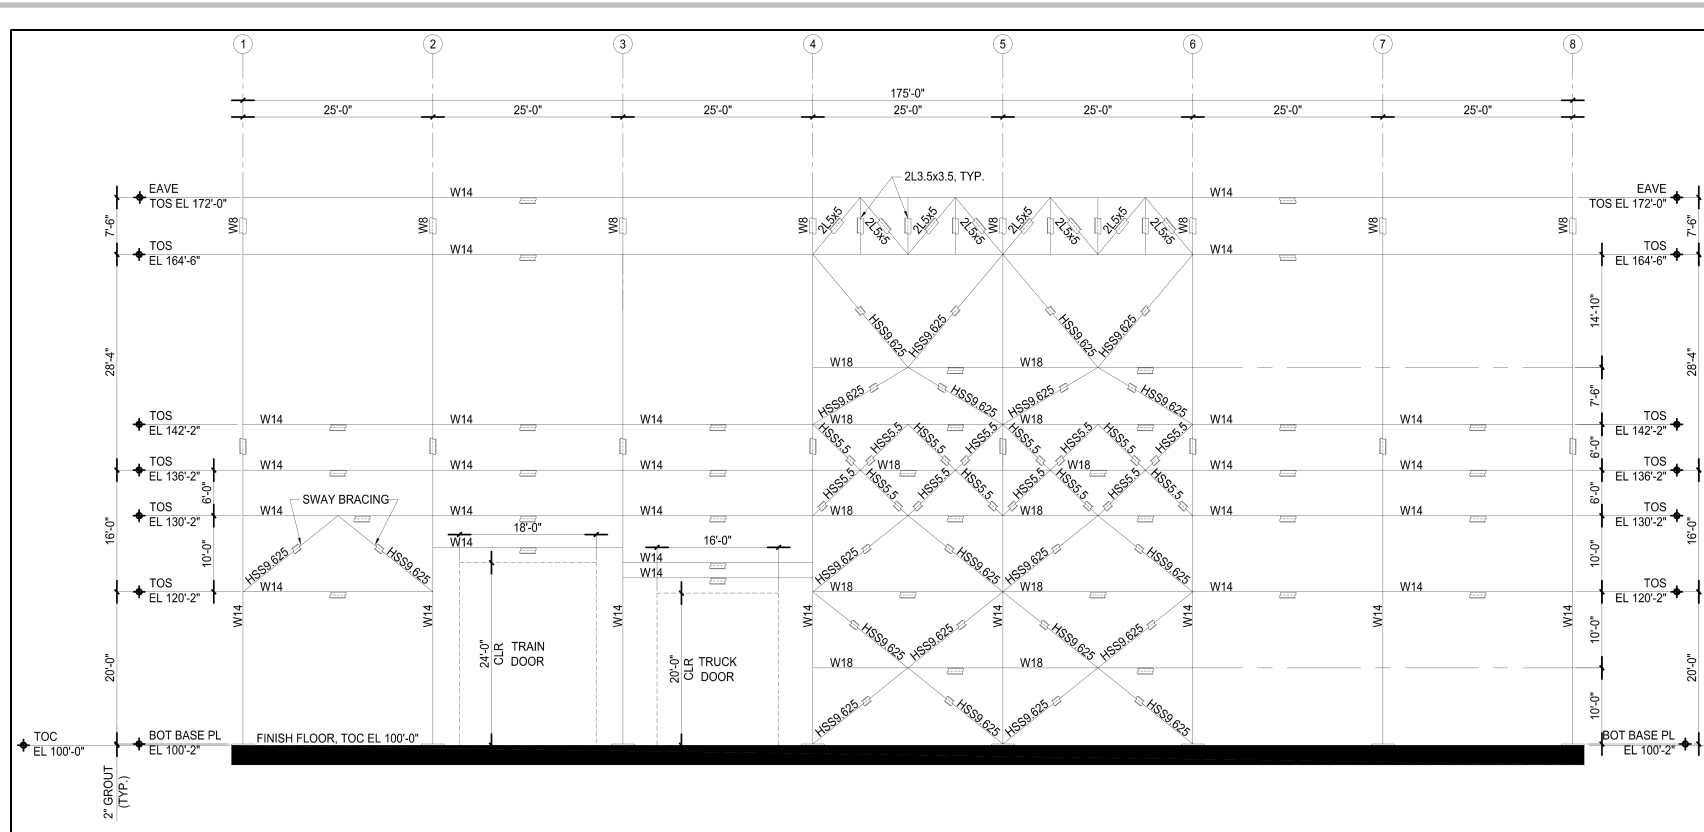 1 2 3 4 5 6 7 8
175'-0"
25'-0" 25'-0" 25'-0" 25'-0" 25'-0" 25'-0" 25'-0"
2L3.5x3.5, TYP.
EAVE
TOS EL 172'-0"
W14 W14
EAVE
TOS EL 172'-0"
7'-6" 7'-6"
W8 W8 W8 W8 W8 W8 W8 W8
2L5x5 2L5x5 2L5x5 2L5x5 2L5x5 2L5x5 2L5x5 2L5x5
TOS
EL 164'-6"
W14 W14
TOS
EL 164'-6"
14'-10"
HSS9.625 HSS9.625 HSS9.625 HSS9.625
28'-4" 28'-4"
W18 W18
7'-6"
HSS9.625 HSS9.625 HSS9.625 HSS9.625
TOS
EL 142'-2"
W14 W14 W14 W18 W18 W14 W14
TOS
EL 142'-2"
6'-0"
HSS5.5 HSS5.5 HSS5.5 HSS5.5 HSS5.5 HSS5.5
TOS
EL 136'-2"
W14 W14 W14 W18 W18 W14 W14
TOS
EL 136'-2"
6'-0" 6'-0"
HSS5.5 HSS5.5 HSS5.5 HSS5.5 HSS5.5 HSS5.5 HSS5.5 HSS5.5
SWAY BRACING
TOS
EL 130'-2"
W14 W14 W14 W18 W18 W14 W14
TOS
EL 130'-2"
16'-0" 16'-0"
18'-0"
16'-0"
W14
W14
W14
10'-0" 10'-0"
HSS9.625 HSS9.625 HSS9.625 HSS9.625 HSS9.625 HSS9.625
TOS
EL 120'-2"
W14 W18 W18 W14 W14
TOS
EL 120'-2"
W14 W14 W14 W14 W14 W14 W14 W14
10'-0"
HSS9.625 HSS9.625 HSS9.625 HSS9.625
24'-0"
CLR
TRAIN
DOOR
20'-0"
CLR
TRUCK
DOOR
20'-0" 20'-0"
W18 W18
10'-0"
HSS9.625 HSS9.625 HSS9.625 HSS9.625
TOC
EL 100'-0"
BOT BASE PL
EL 100'-2"
FINISH FLOOR, TOC EL 100'-0"
BOT BASE PL
EL 100'-2"
2" GROUT
(TYP.)